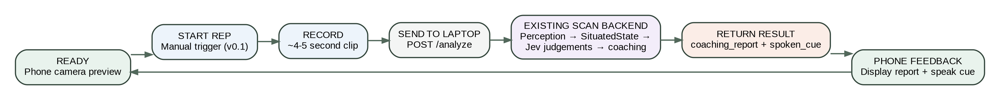 READY
Phone camera preview
START REP
Manual trigger (v0.1)
RECORD
~4-5 second clip
SEND TO LAPTOP
POST /analyze
EXISTING SCAN BACKEND
Perception → SituatedState →
Jev judgements → coaching
RETURN RESULT
coaching_report + spoken_cue
PHONE FEEDBACK
Display report + speak cue